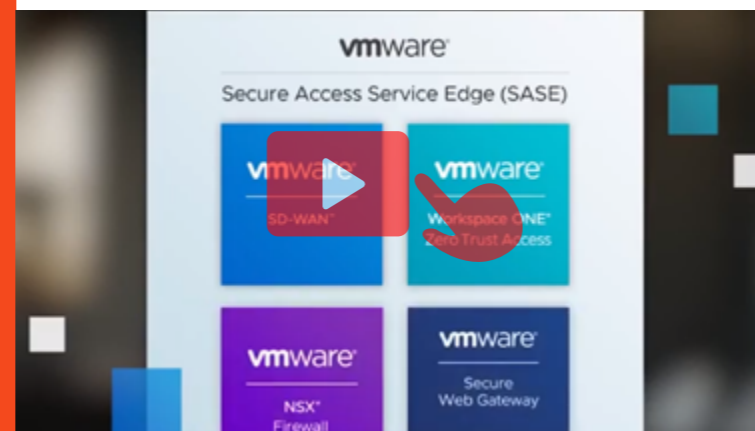 vmware®
Secure Access Service Edge (SASE)
vmware®
SD-WAN™
vmware®
Workspace ONE®
Zero Trust Access
vmware®
NSX®
Firewall
vmware®
Secure
Web Gateway